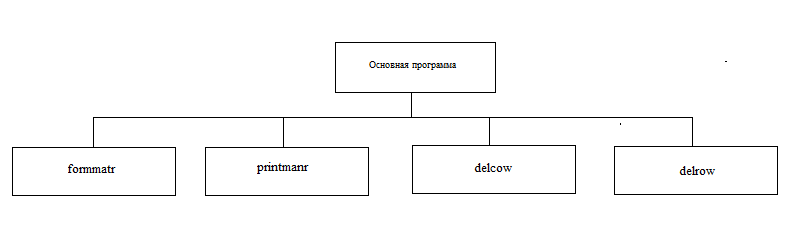 Основная программа
formmatr
printmanr
delcow
delrow